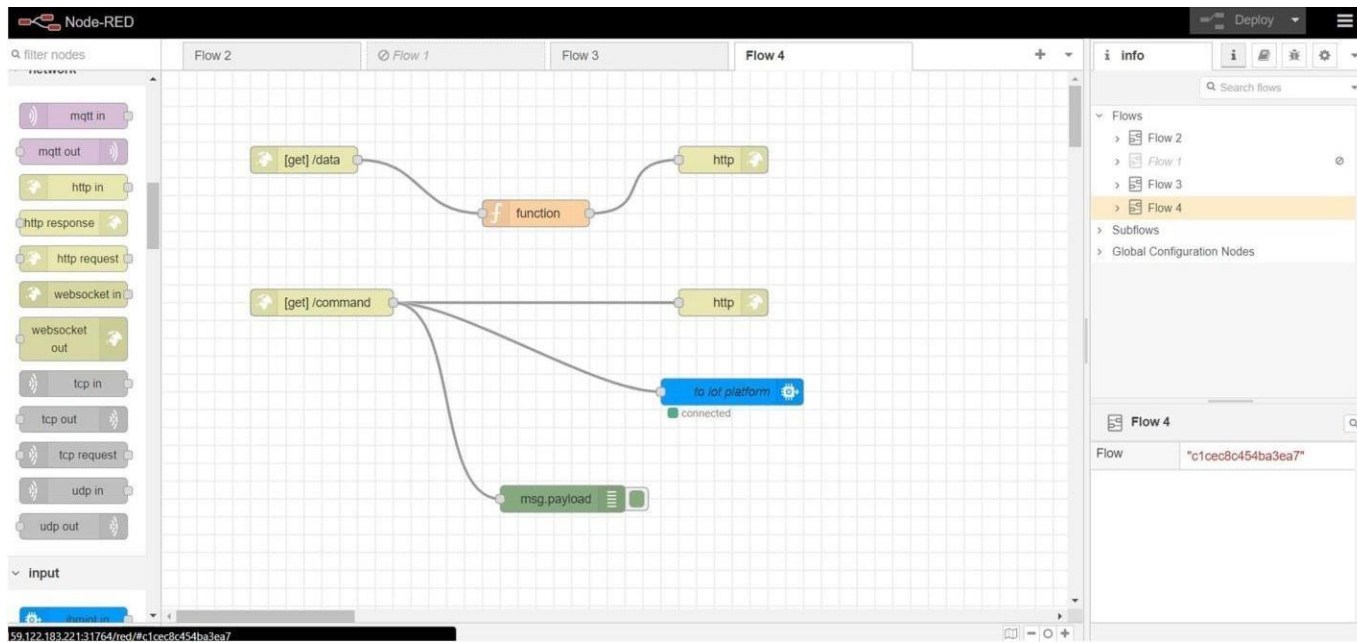 Node-RED
Deploy
filter nodes
Flow 2
Flow 1
Flow 3
Flow 4
info
network
mqtt in
mqtt out
http in
http response
http request
websocket in
websocket
out
tcp in
tcp out
tcp request
udp in
udp out
input
ibmiot in
[get] /data
function
http
[get] /command
http
to iot platform
connected
msg.payload
Search flows
Flows
Flow 2
Flow 1
Flow 3
Flow 4
Subflows
Global Configuration Nodes
Flow 4
Flow "c1cec8c454ba3ea7"
59.122.183.221:31764/red/#c1cec8c454ba3ea7